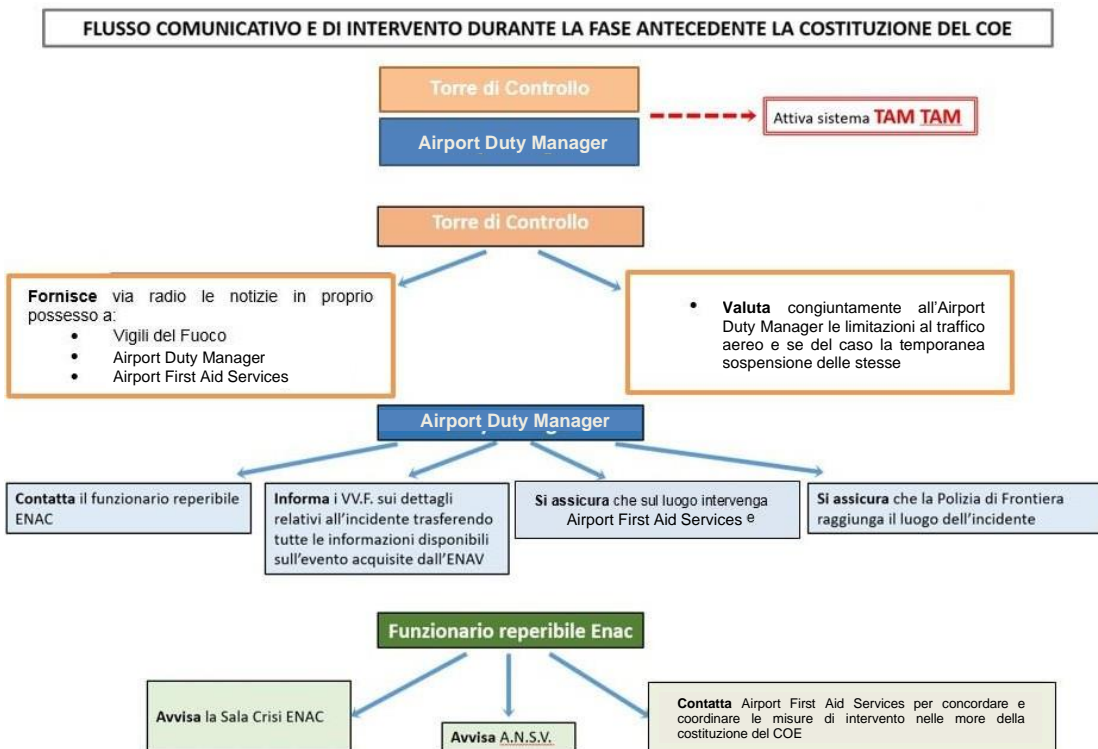 FLUSSO COMUNICATIVO E DI INTERVENTO DURANTE LA FASE ANTECEDENTE LA COSTITUZIONE DEL COE
Torre di Controllo
Airport Duty Manager
Attiva sistema TAM TAM
Torre di Controllo
Fornisce via radio le notizie in proprio
possesso a:
• Vigili del Fuoco
• Airport Duty Manager
• Airport First Aid Services
• Valuta congiuntamente all'Airport
Duty Manager le limitazioni al traffico
aereo e se del caso la temporanea
sospensione delle stesse
Airport Duty Manager
Contatta il funzionario reperibile
ENAC
Informa i VV.F. sui dettagli
relativi all'incidente trasferendo
tutte le informazioni disponibili
sull'evento acquisite dall'ENAV
Si assicura che sul luogo intervenga
Airport First Aid Services e
Si assicura che la Polizia di Frontiera
raggiunga il luogo dell'incidente
Funzionario reperibile Enac
Avvisa la Sala Crisi ENAC
Avvisa A.N.S.V.
Contatta Airport First Aid Services per concordare e
coordinare le misure di intervento nelle more della
costituzione del COE